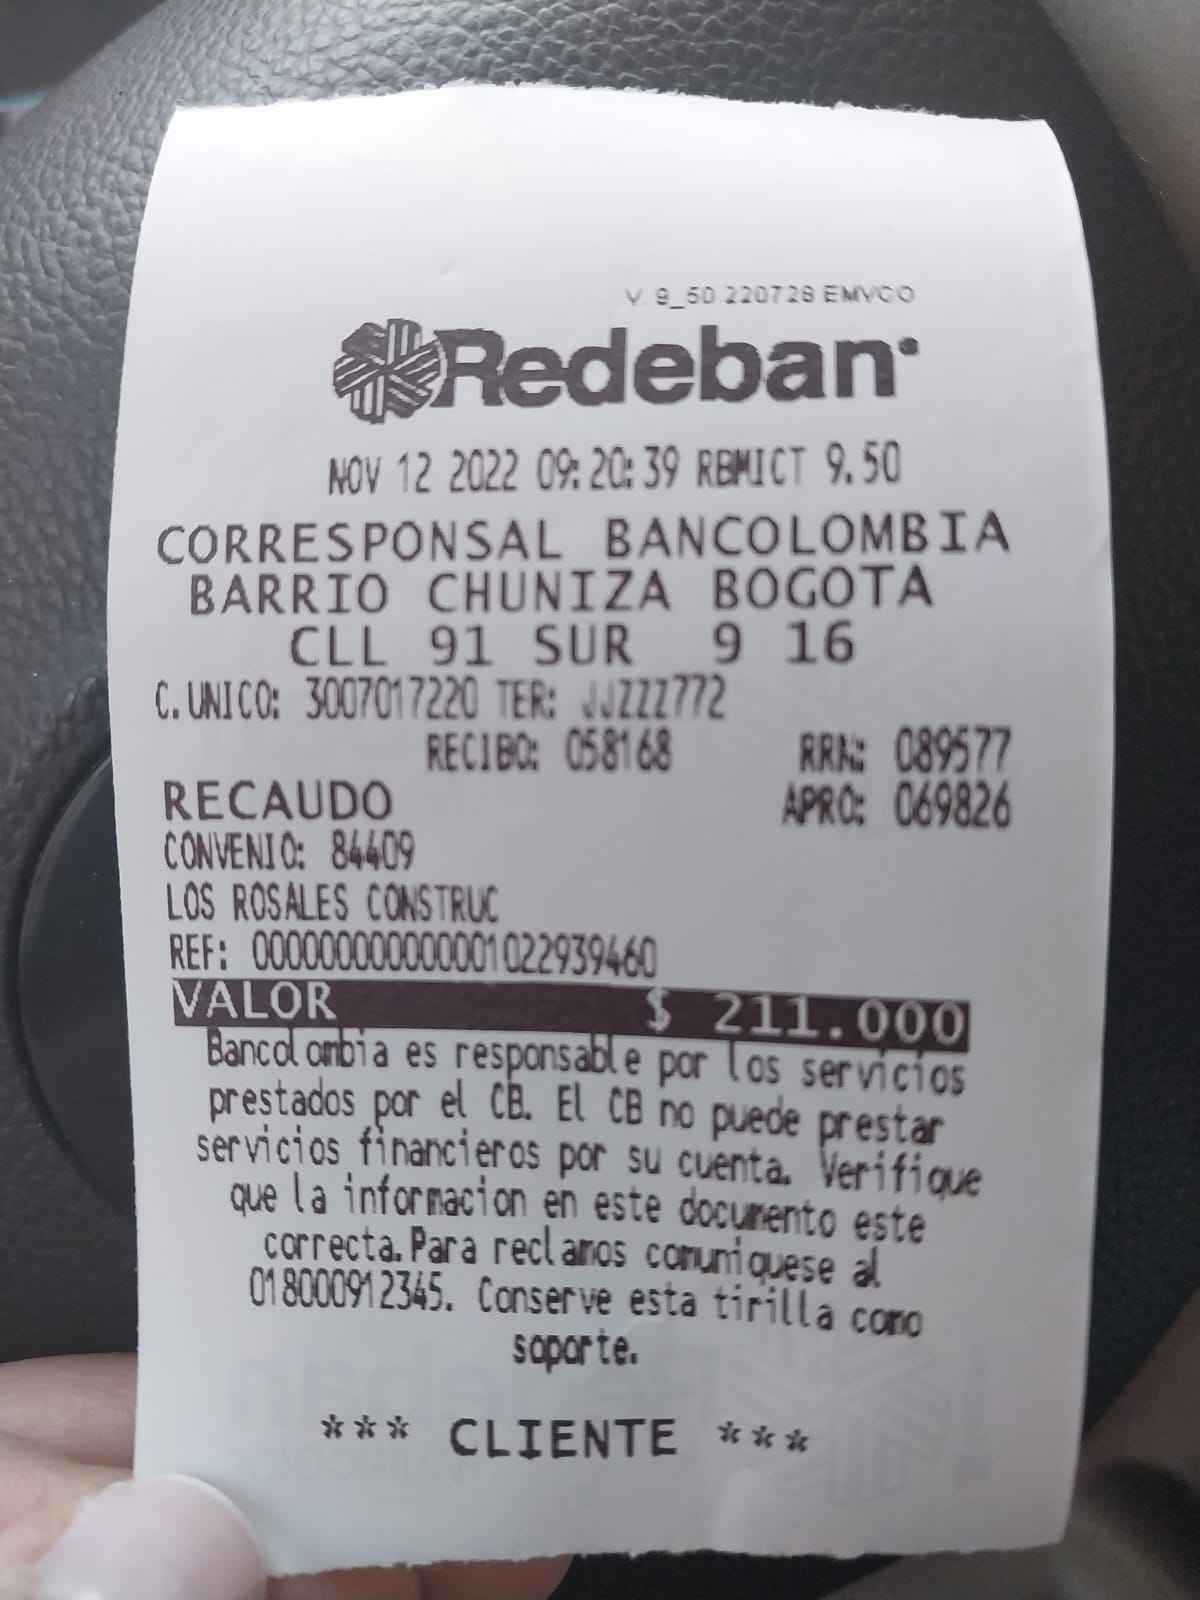 V. 9_50 220728 EMVCO
Redeban
NOV 12 2022 09:20:39 RBMICT 9.50
CORRESPONSAL BANCOLOMBIA
BARRIO CHUNIZA BOGOTA
CLL 91 SUR 9 16
C.UNICO: 3007017220 TER: JJZZZ772
RECIBO: 058168 RRN: 089577
RECAUDO APRO: 069826
CONVENIO: 84409
LOS ROSALES CONSTRUC
REF: 000000000000001022939460
VALOR $ 211.000
Bancolombia es responsable por los servicios
prestados por el CB. El CB no puede prestar
servicios financieros por su cuenta. Verifique
que la informacion en este documento este
correcta.Para reclamos comuniquese al
018000912345. Conserve esta tirilla como
soporte.
*** CLIENTE ***